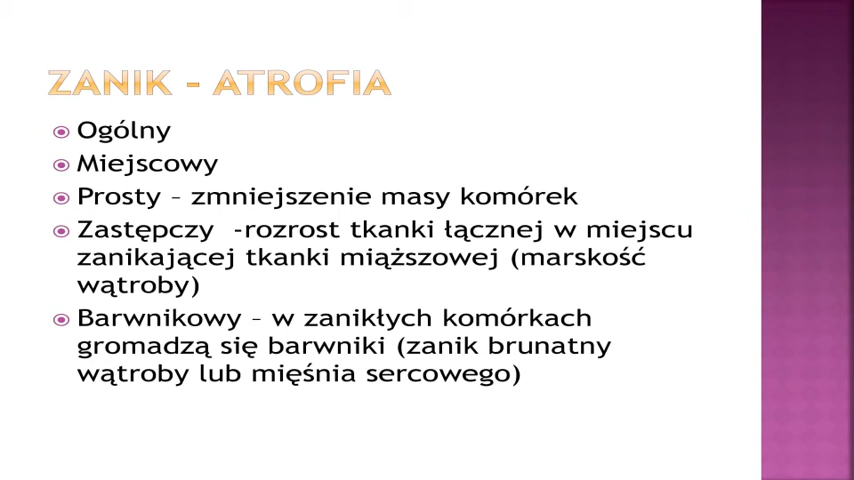 ZANIK - ATROFIA
Ogólny
Miejscowy
Prosty – zmniejszenie masy komórek
Zastępczy -rozrost tkanki łącznej w miejscu
zanikającej tkanki miąższowej (marskość
wątroby)
Barwnikowy – w zanikłych komórkach
gromadzą się barwniki (zanik brunatny
wątroby lub mięśnia sercowego)